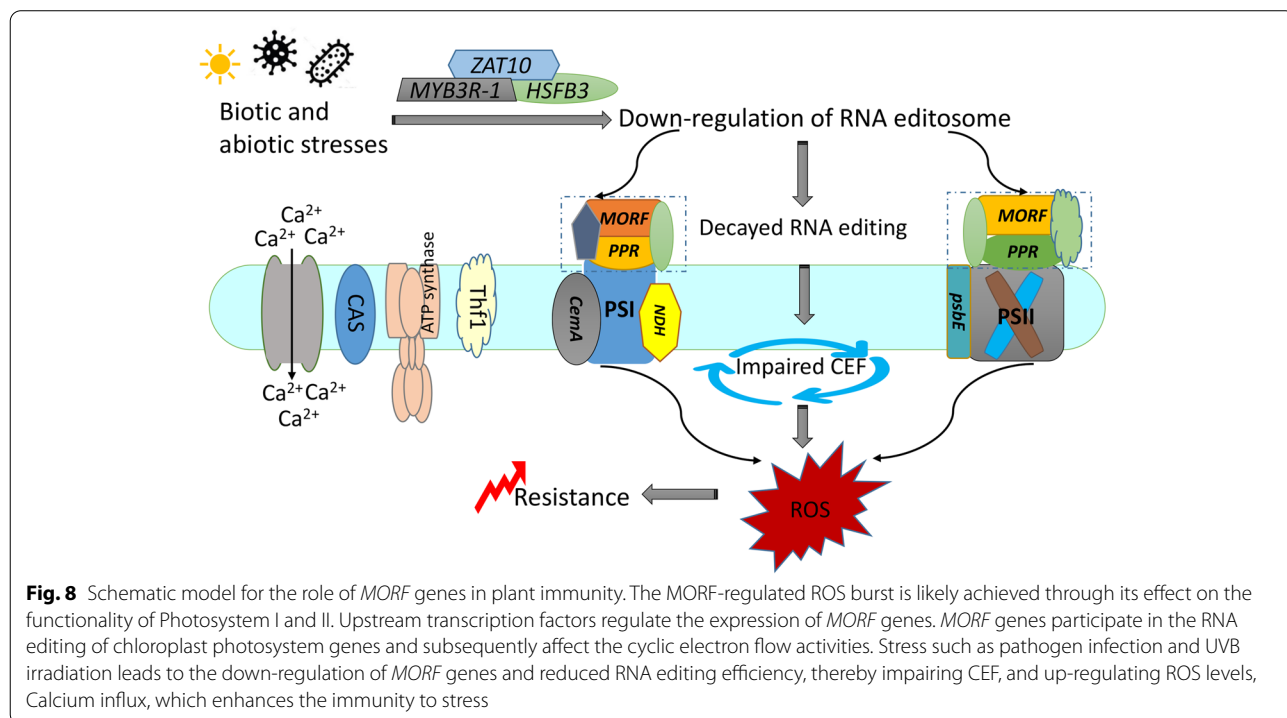 ZAT10
MYB3R-1
HSFB3
Biotic and
abiotic stresses
Down-regulation of RNA editosome
Ca2+
Ca2+ Ca2+
CAS
ATP synthase
Thf1
MORF
PPR
CemA
PSI
NDH
Decayed RNA editing
MORF
PPR
psbE
PSII
Impaired CEF
Ca2+ Ca2+
Ca2+
Resistance
ROS
Fig. 8 Schematic model for the role of MORF genes in plant immunity. The MORF-regulated ROS burst is likely achieved through its effect on the
functionality of Photosystem I and II. Upstream transcription factors regulate the expression of MORF genes. MORF genes participate in the RNA
editing of chloroplast photosystem genes and subsequently affect the cyclic electron flow activities. Stress such as pathogen infection and UVB
irradiation leads to the down-regulation of MORF genes and reduced RNA editing efficiency, thereby impairing CEF, and up-regulating ROS levels,
Calcium influx, which enhances the immunity to stress